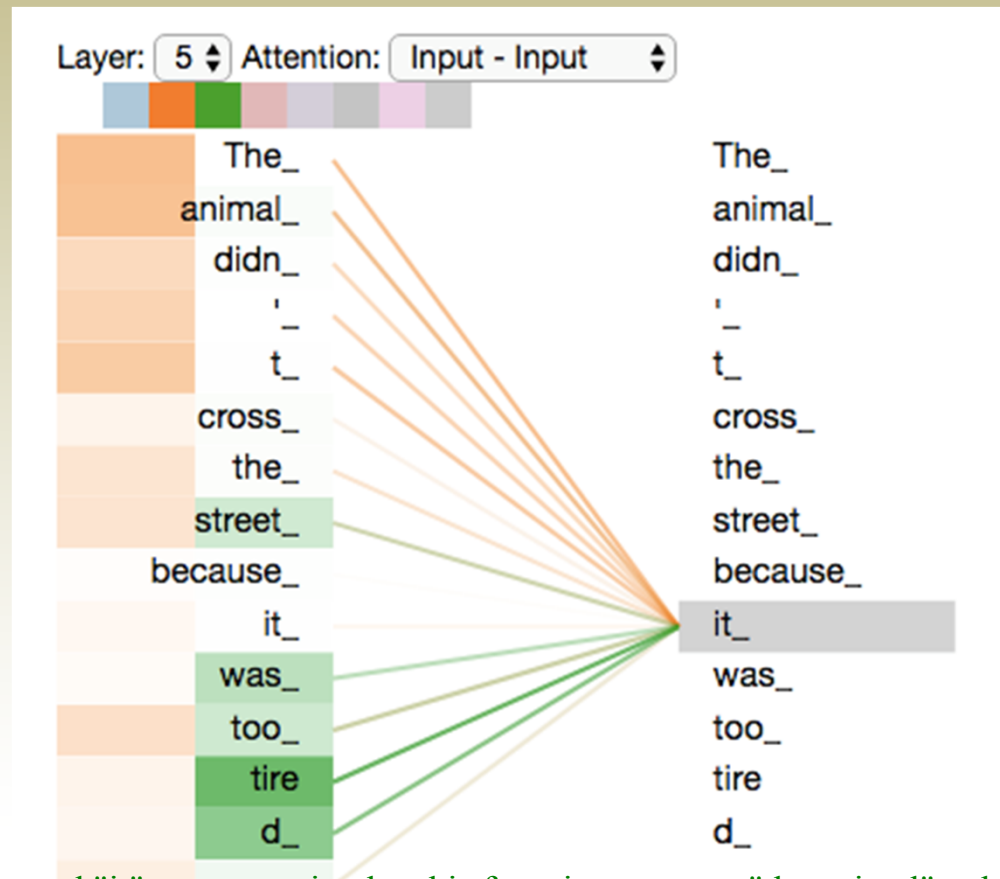 Layer: 5 Attention: Input - Input
The_ The_
animal_ animal_
didn_ didn_
'_ '_
t_ t_
cross_ cross_
the_ the_
street_ street_
because_ because_
it_ it_
was_ was_
too_ too_
tire tire
d_ d_